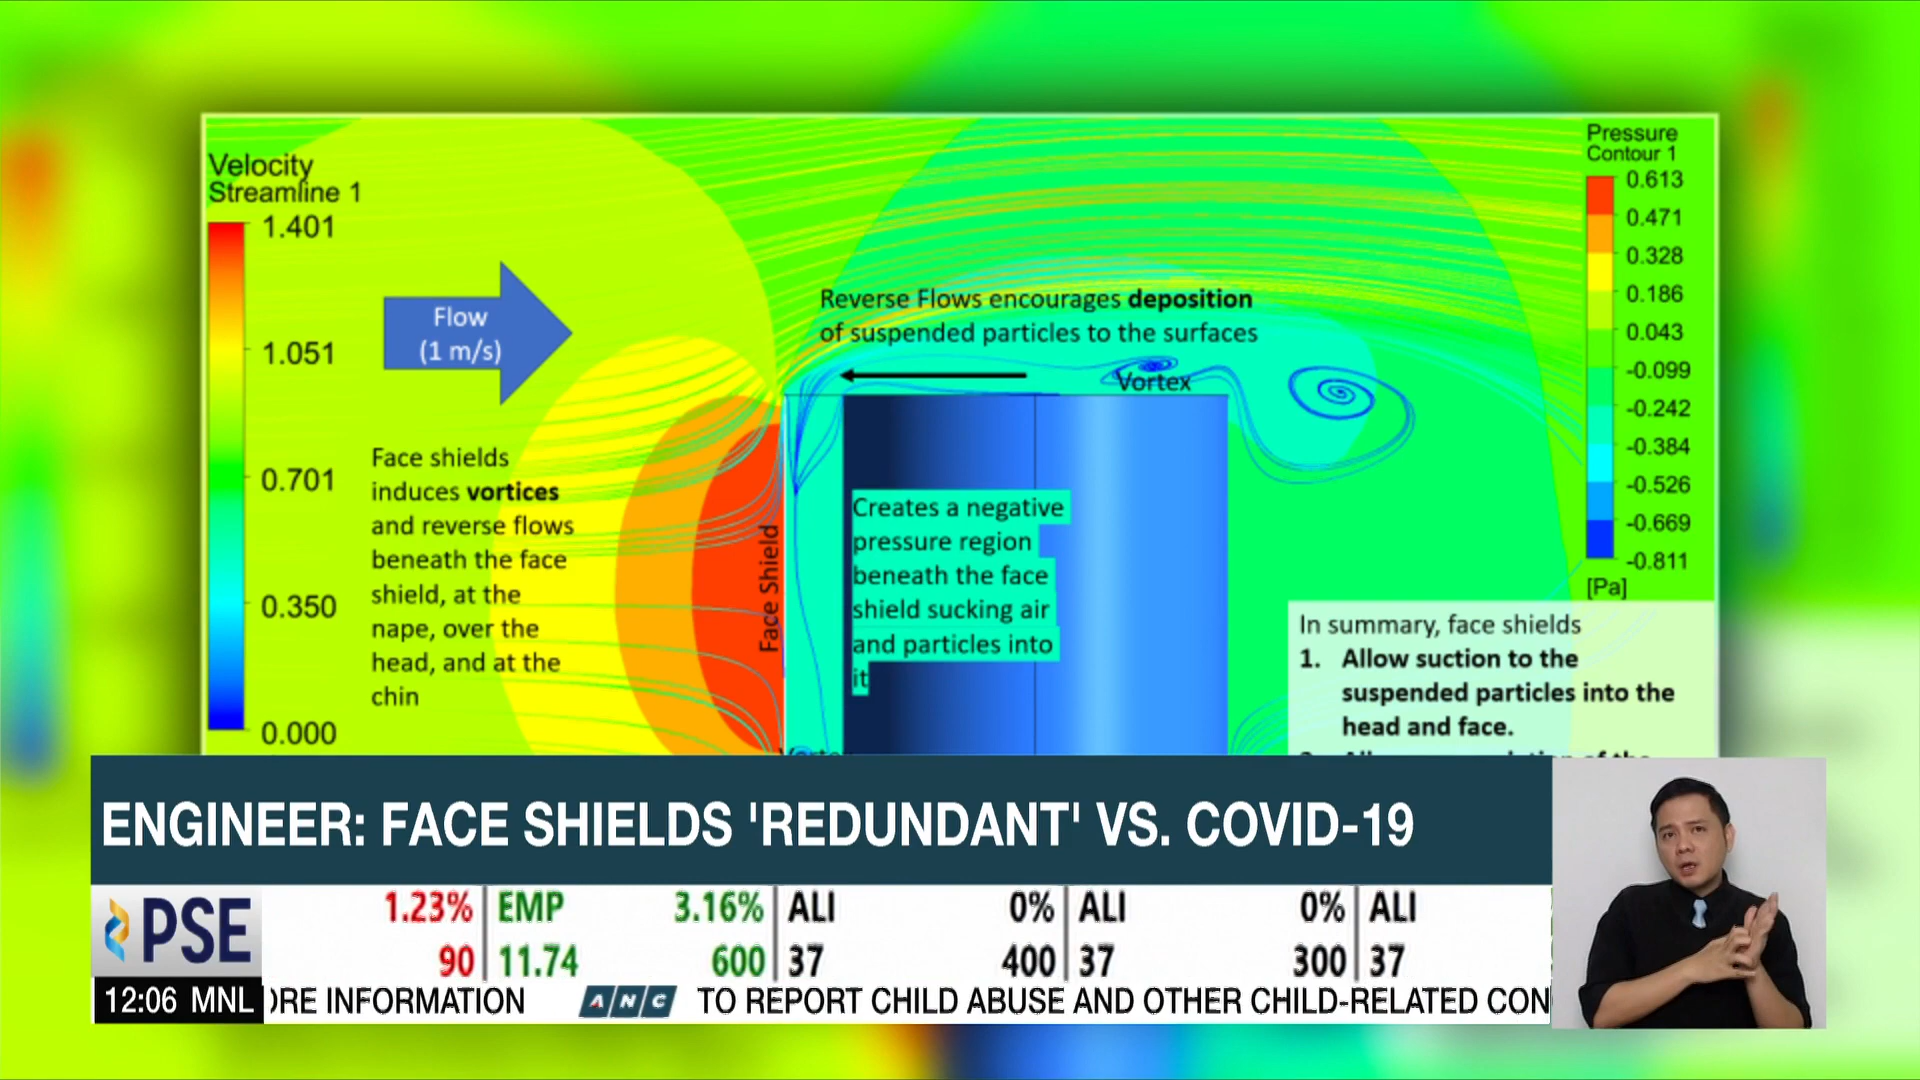 Velocity
Streamline 1
1.401
1.051
0.701
0.350
0.000
Flow
(1 m/s)
Face shields
induces vortices
and reverse flows
beneath the face
shield, at the
nape, over the
head, and at the
chin
Reverse Flows encourages deposition
of suspended particles to the surfaces
Vortex
Face Shield
Creates a negative
pressure region
beneath the face
shield sucking air
and particles into
it
Pressure
Contour 1
0.613
0.471
0.328
0.186
0.043
-0.099
-0.242
-0.384
-0.526
-0.669
-0.811
[Pa]
In summary, face shields
1. Allow suction to the
suspended particles into the
head and face.
ENGINEER: FACE SHIELDS 'REDUNDANT' VS. COVID-19
PSE
1.23% EMP 3.16% ALI 0% ALI 0% ALI
90 11.74 600 37 400 37 300 37
12:06 MNL ORE INFORMATION ANC TO REPORT CHILD ABUSE AND OTHER CHILD-RELATED CON